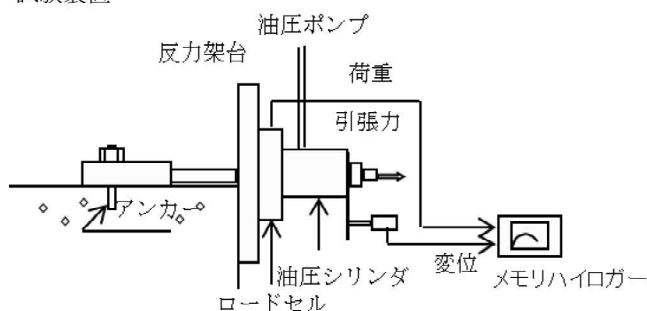 油圧ポンプ
反力架台
荷重
引張力
アンカー
変位
油圧シリンダ
メモリハイロガー
ロードセル